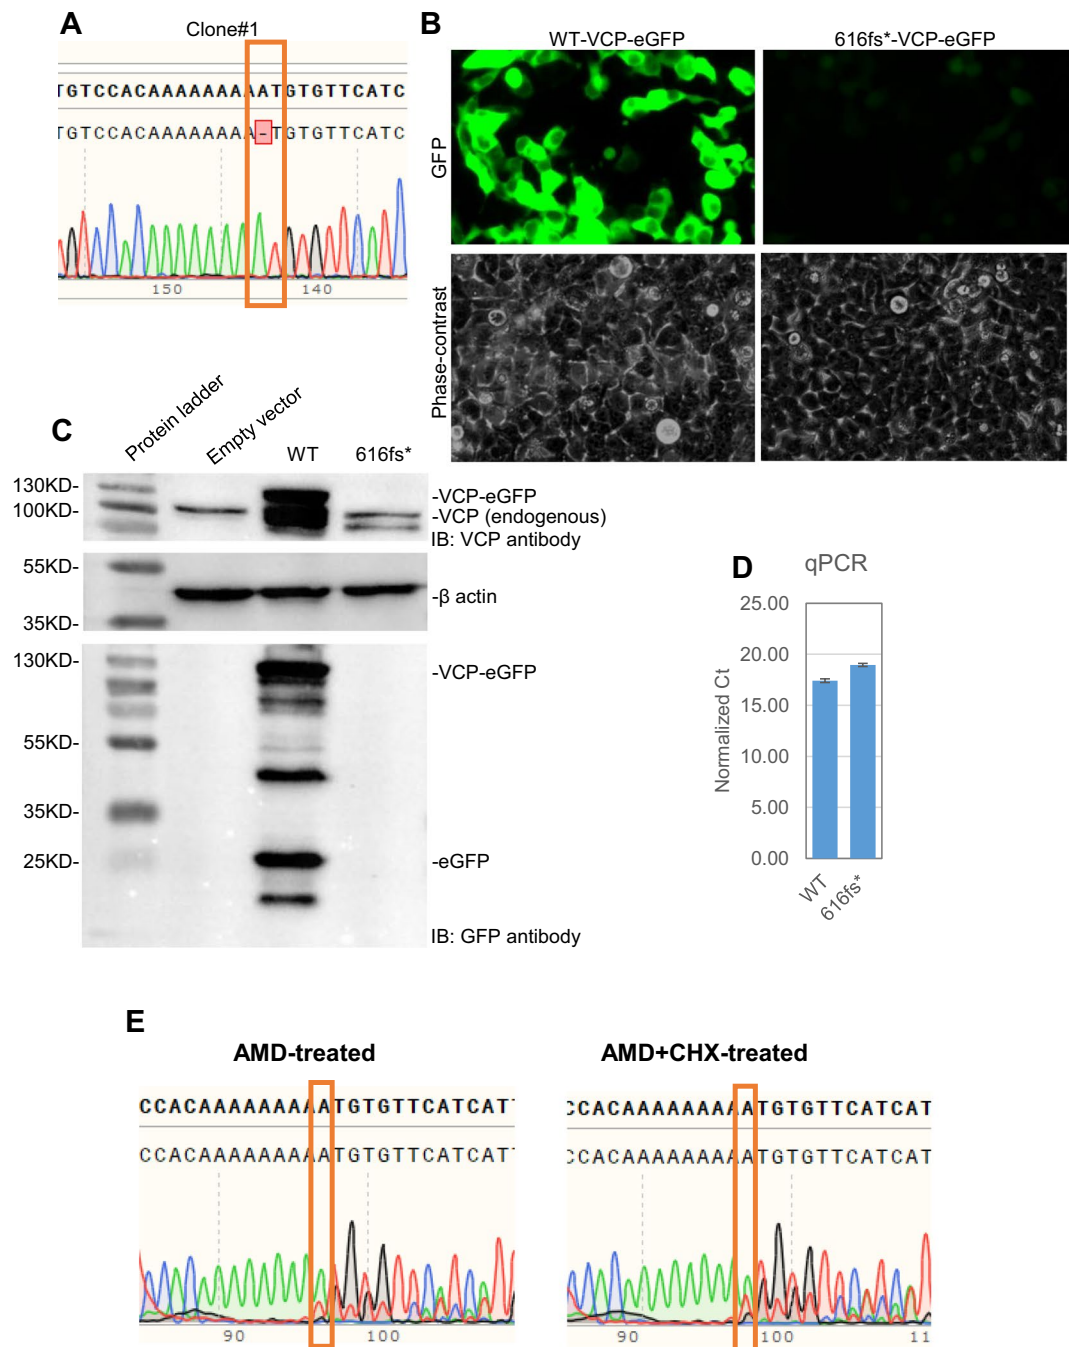 A
Clone#1
TGTCCACAAAAAAAAATGTGTTCATC
TGTCCACAAAAAAAA-TGTGTTCATC
150 140
B
WT-VCP-eGFP 616fs*-VCP-eGFP
GFP
Phase-contrast
C
Protein ladder
Empty vector
WT
616fs*
130KD-
100KD-
-VCP-eGFP
-VCP (endogenous)
IB: VCP antibody
55KD-
35KD-
-β actin
130KD-
55KD-
35KD-
25KD-
-VCP-eGFP
-eGFP
IB: GFP antibody
D
qPCR
Normalized Ct
25.00
20.00
15.00
10.00
5.00
0.00
WT
616fs*
E
AMD-treated
CCACAAAAAAAAATGTGTTCATCAT
CCACAAAAAAAAATGTGTTCATCAT
90 100
AMD+CHX-treated
CCACAAAAAAAAATGTGTTCATCAT
CCACAAAAAAAAATGTGTTCATCAT
90 100 11